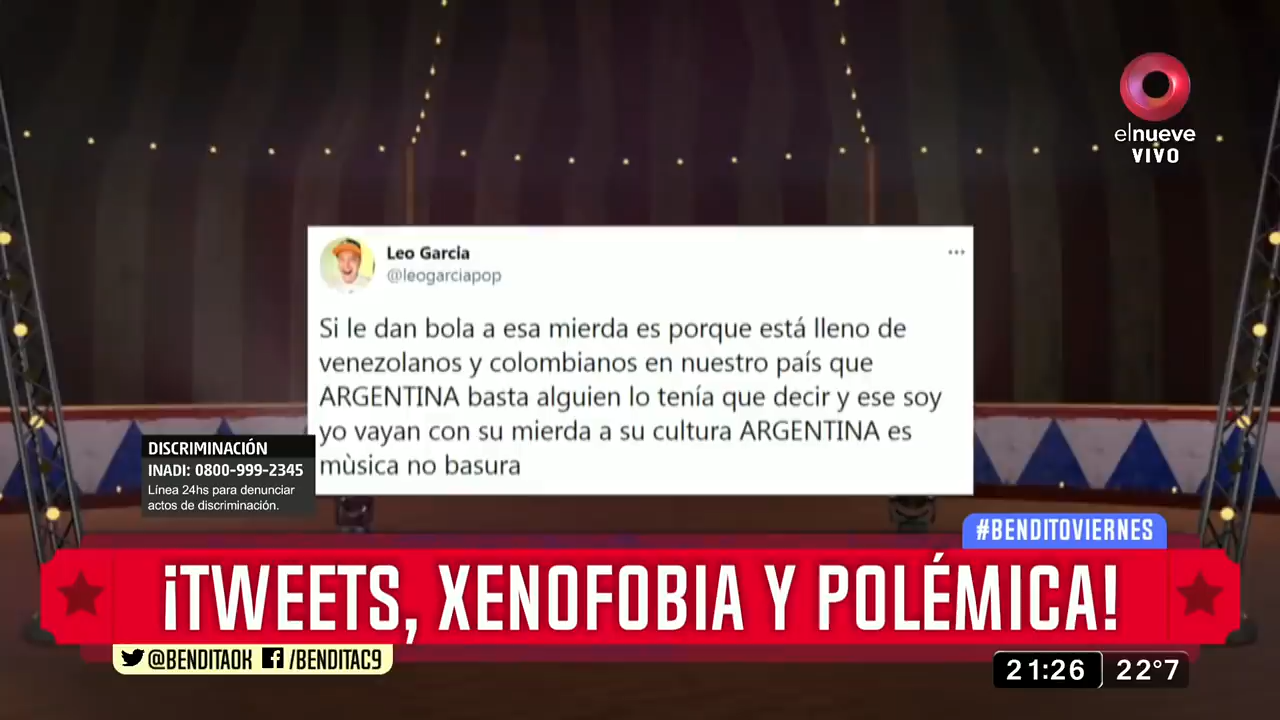 elnueve
VIVO
Leo Garcia
@leogarciapop
Si le dan bola a esa mierda es porque está lleno de
venezolanos y colombianos en nuestro país que
ARGENTINA basta alguien lo tenía que decir y ese soy
yo vayan con su mierda a su cultura ARGENTINA es
mùsica no basura
DISCRIMINACIÓN
INADI: 0800-999-2345
Línea 24hs para denunciar
actos de discriminación.
#BENDITOVIERNES
¡TWEETS, XENOFOBIA Y POLÉMICA!
@BENDITAOK /BENDITAC9
21:26 22°7